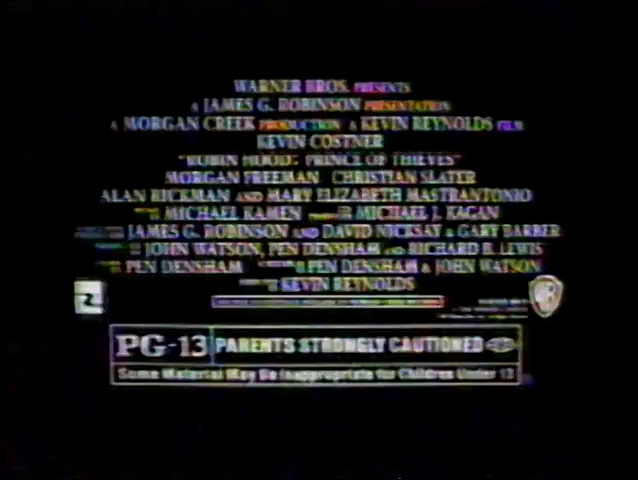 WARNER BROS. PRESENTS
A JAMES G. ROBINSON PRESENTATION
A MORGAN CREEK PRODUCTION A KEVIN REYNOLDS FILM
KEVIN COSTNER
"ROBIN HOOD: PRINCE OF THIEVES"
MORGAN FREEMAN CHRISTIAN SLATER
ALAN RICKMAN AND MARY ELIZABETH MASTRANTONIO
MICHAEL KAMEN MICHAEL J. KAGAN
JAMES G. ROBINSON AND DAVID NICKSAY & GARY BARBER
JOHN WATSON, PEN DENSHAM AND RICHARD B. LEWIS
PEN DENSHAM PEN DENSHAM & JOHN WATSON
KEVIN REYNOLDS
PG-13 PARENTS STRONGLY CAUTIONED
Some Material May Be Inappropriate for Children Under 13